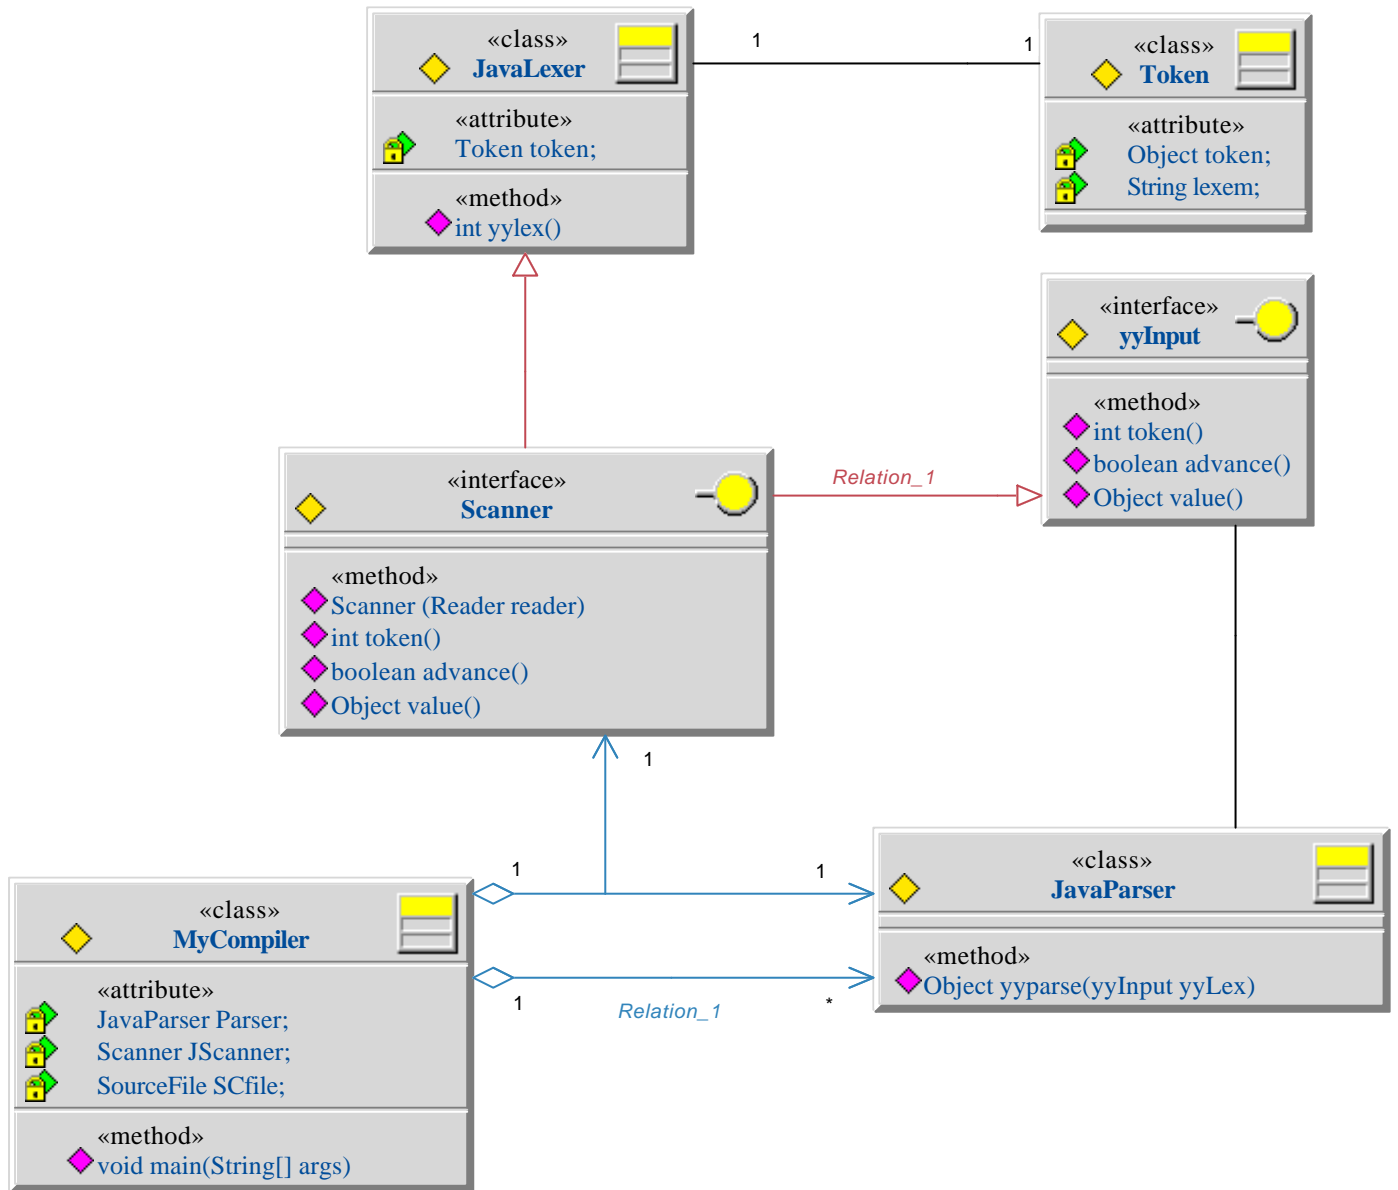 «class»
JavaLexer
«attribute»
Token token;
«method»
int yylex()
1
1
«class»
Token
«attribute»
Object token;
String lexem;
«interface»
yyInput
«method»
int token()
boolean advance()
Object value()
«interface»
Scanner
«method»
Scanner (Reader reader)
int token()
boolean advance()
Object value()
Relation_1
1
1
1
«class»
JavaParser
«method»
Object yyparse(yyInput yyLex)
«class»
MyCompiler
«attribute»
JavaParser Parser;
Scanner JScanner;
SourceFile SCfile;
«method»
void main(String[] args)
1
Relation_1
*